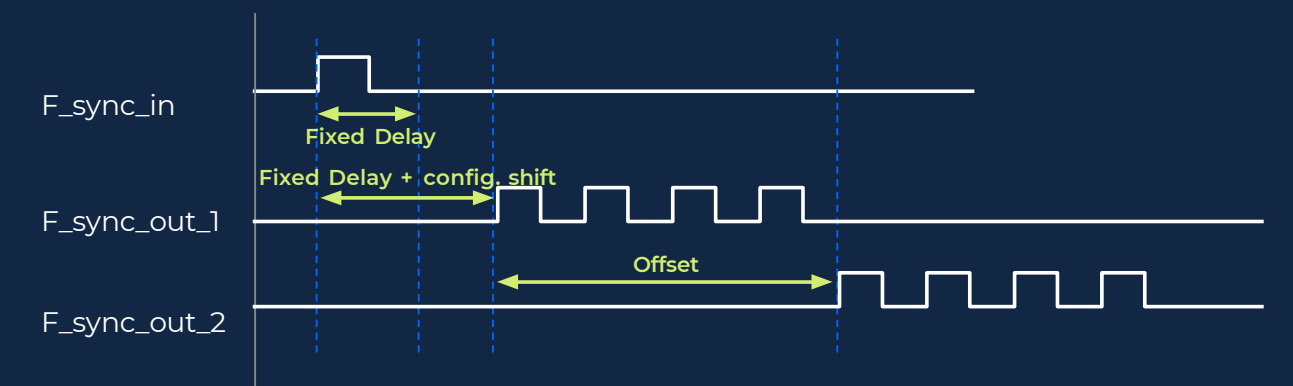 F_sync_in
Fixed Delay
Fixed Delay + config. shift
F_sync_out_1
Offset
F_sync_out_2